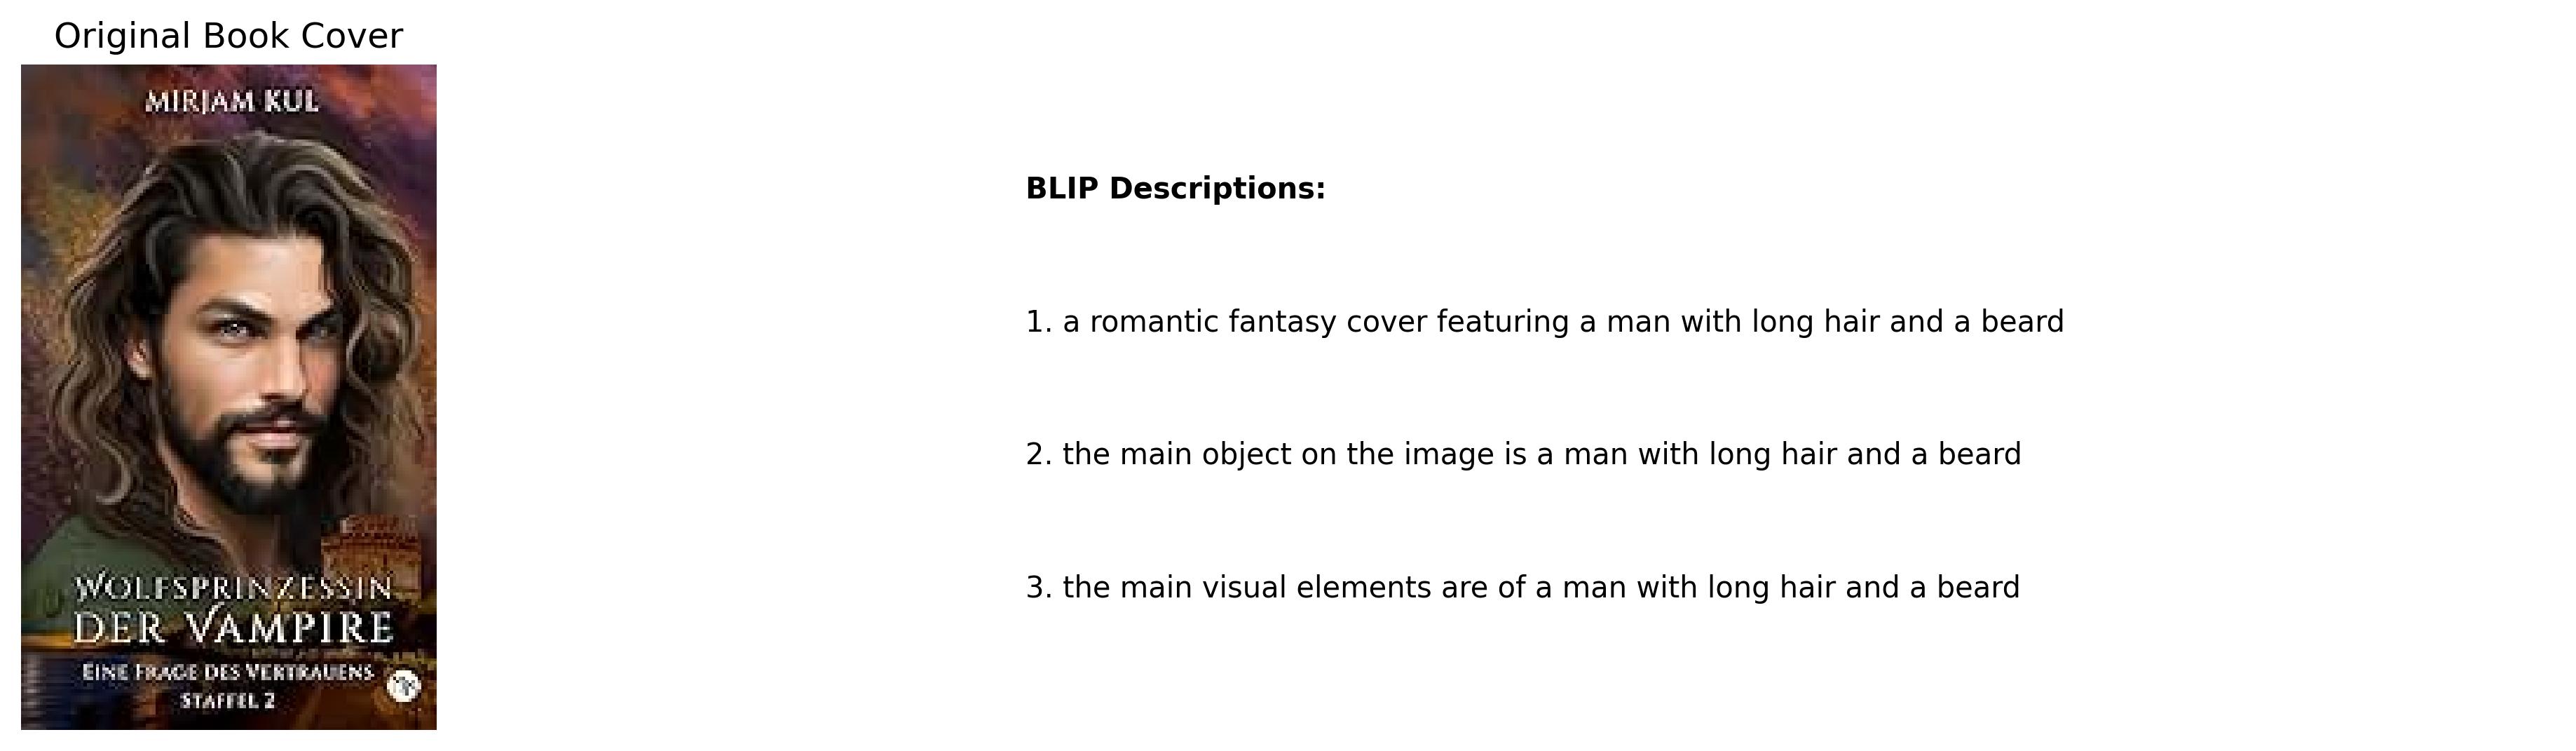 Original Book Cover
MIRJAM KUL
WOLFSPRINZESSIN
DER VAMPIRE
EINE FRAGE DES VERTRAUENS
STAFFEL 2
BLIP Descriptions:
1. a romantic fantasy cover featuring a man with long hair and a beard
2. the main object on the image is a man with long hair and a beard
3. the main visual elements are of a man with long hair and a beard